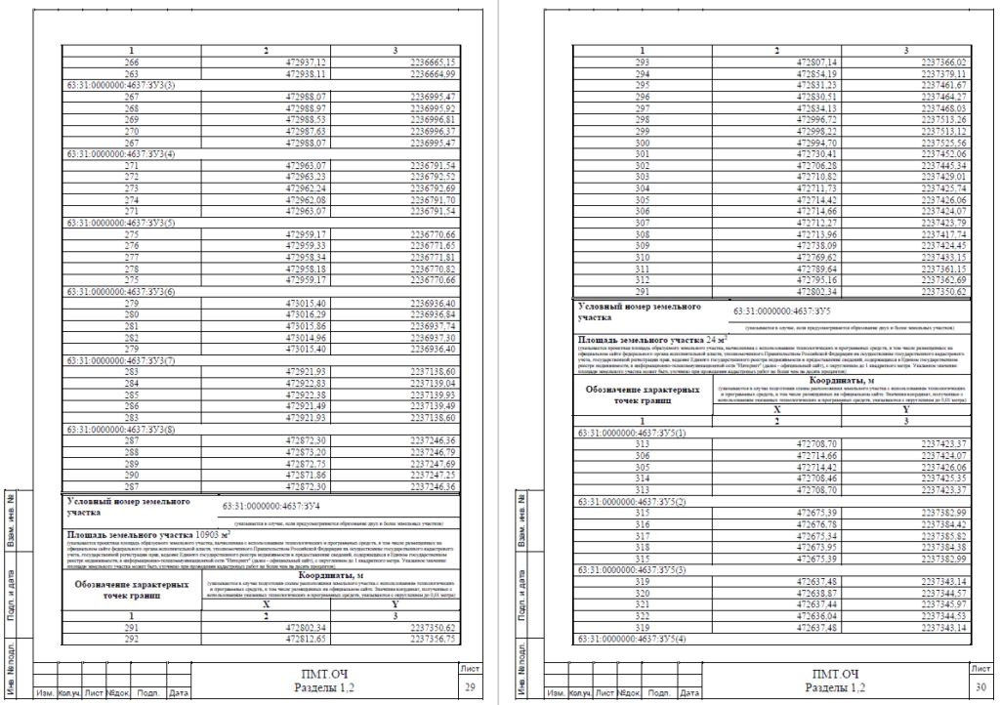 1 2 3
266 472937,12 2236665,15
263 472938,11 2236664,99
63:31:0000000:4637:ЗУ3(3)
267 472988,07 2236995,47
268 472988,97 2236995,92
269 472988,53 2236996,81
270 472987,63 2236996,37
267 472988,07 2236995,47
63:31:0000000:4637:ЗУ3(4)
271 472963,07 2236791,54
272 472963,23 2236792,52
273 472962,24 2236792,69
274 472962,08 2236791,70
271 472963,07 2236791,54
63:31:0000000:4637:ЗУ3(5)
275 472959,17 2236770,66
276 472959,33 2236771,65
277 472958,34 2236771,81
278 472958,18 2236770,82
275 472959,17 2236770,66
63:31:0000000:4637:ЗУ3(6)
279 473015,40 2236936,40
280 473016,29 2236936,84
281 473015,86 2236937,74
282 473014,96 2236937,30
279 473015,40 2236936,40
63:31:0000000:4637:ЗУ3(7)
283 472921,93 2237138,60
284 472922,83 2237139,04
285 472922,38 2237139,93
286 472921,49 2237139,49
283 472921,93 2237138,60
63:31:0000000:4637:ЗУ3(8)
287 472872,30 2237246,36
288 472873,20 2237246,79
289 472872,75 2237247,69
290 472871,86 2237247,25
287 472872,30 2237246,36
Условный номер земельного участка 63:31:0000000:4637:ЗУ4
(указывается в случае, если предусматривается образование двух и более земельных участков)
Площадь земельного участка 10903 м²
(указывается проектная площадь образуемого земельного участка, вычисленная с использованием технологических и программных средств, в том числе размещенных на
официальном сайте федерального органа исполнительной власти, уполномоченного Правительством Российской Федерации на осуществление государственного кадастрового
учета, государственной регистрации прав, ведение Единого государственного реестра недвижимости и предоставление сведений, содержащихся в Едином государственном
реестре недвижимости, в информационно-телекоммуникационной сети "Интернет" (далее - официальный сайт), с округлением до 1 квадратного метра. Указанное значение
площади земельного участка может быть уточнено при проведении кадастровых работ не более чем на десять процентов)
Обозначение характерных точек границ
Координаты, м
(указываются в случае подготовки схемы расположения земельного участка с использованием технологических
и программных средств, в том числе размещенных на официальном сайте. Значения координат, полученные с
использованием указанных технологических и программных средств, указываются с округлением до 0,01 метра)
X Y
1 2 3
291 472802,34 2237350,62
292 472812,65 2237356,75
Взам. инв. №
Подп. и дата
Инв. № подл.
Изм. Кол.уч. Лист №док. Подп. Дата
ПМТ.ОЧ
Разделы 1,2
Лист
29
1 2 3
293 472807,14 2237366,02
294 472854,19 2237379,11
295 472831,23 2237461,67
296 472830,51 2237464,27
297 472834,13 2237468,03
298 472996,72 2237513,26
299 472998,22 2237513,12
300 472994,70 2237525,56
301 472730,41 2237452,06
302 472706,28 2237445,34
303 472710,82 2237429,01
304 472711,73 2237425,74
305 472714,42 2237426,06
306 472714,66 2237424,07
307 472712,27 2237423,79
308 472713,96 2237417,74
309 472738,09 2237424,45
310 472769,62 2237433,15
311 472789,64 2237361,15
312 472795,16 2237362,69
291 472802,34 2237350,62
Условный номер земельного участка 63:31:0000000:4637:ЗУ5
(указывается в случае, если предусматривается образование двух и более земельных участков)
Площадь земельного участка 24 м²
(указывается проектная площадь образуемого земельного участка, вычисленная с использованием технологических и программных средств, в том числе размещенных на
официальном сайте федерального органа исполнительной власти, уполномоченного Правительством Российской Федерации на осуществление государственного кадастрового
учета, государственной регистрации прав, ведение Единого государственного реестра недвижимости и предоставление сведений, содержащихся в Едином государственном
реестре недвижимости, в информационно-телекоммуникационной сети "Интернет" (далее - официальный сайт), с округлением до 1 квадратного метра. Указанное значение
площади земельного участка может быть уточнено при проведении кадастровых работ не более чем на десять процентов)
Обозначение характерных точек границ
Координаты, м
(указываются в случае подготовки схемы расположения земельного участка с использованием технологических
и программных средств, в том числе размещенных на официальном сайте. Значения координат, полученные с
использованием указанных технологических и программных средств, указываются с округлением до 0,01 метра)
X Y
1 2 3
63:31:0000000:4637:ЗУ5(1)
313 472708,70 2237423,37
306 472714,66 2237424,07
305 472714,42 2237426,06
314 472708,46 2237425,35
313 472708,70 2237423,37
63:31:0000000:4637:ЗУ5(2)
315 472675,39 2237382,99
316 472676,78 2237384,42
317 472675,34 2237385,82
318 472673,95 2237384,38
315 472675,39 2237382,99
63:31:0000000:4637:ЗУ5(3)
319 472637,48 2237343,14
320 472638,87 2237344,57
321 472637,44 2237345,97
322 472636,04 2237344,53
319 472637,48 2237343,14
63:31:0000000:4637:ЗУ5(4)
Взам. инв. №
Подп. и дата
Инв. № подл.
Изм. Кол.уч. Лист №док. Подп. Дата
ПМТ.ОЧ
Разделы 1,2
Лист
30